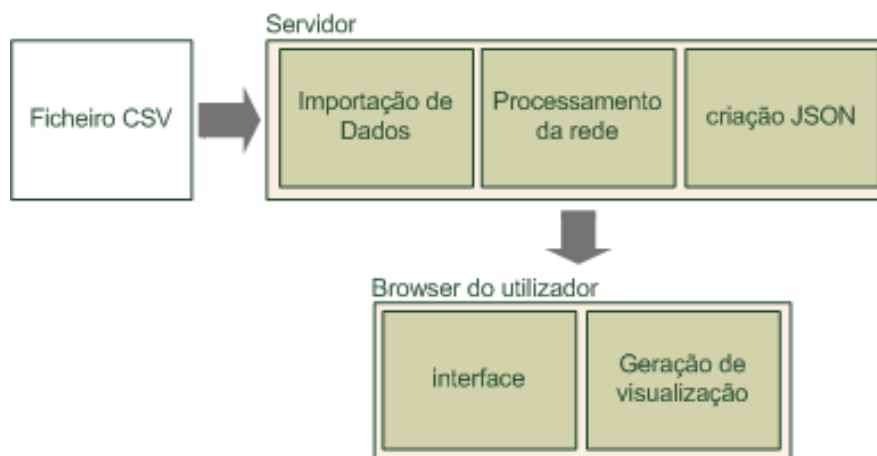 Servidor
Ficheiro CSV
Importação de
Dados
Processamento
da rede
criação JSON
Browser do utilizador
interface
Geração de
visualização